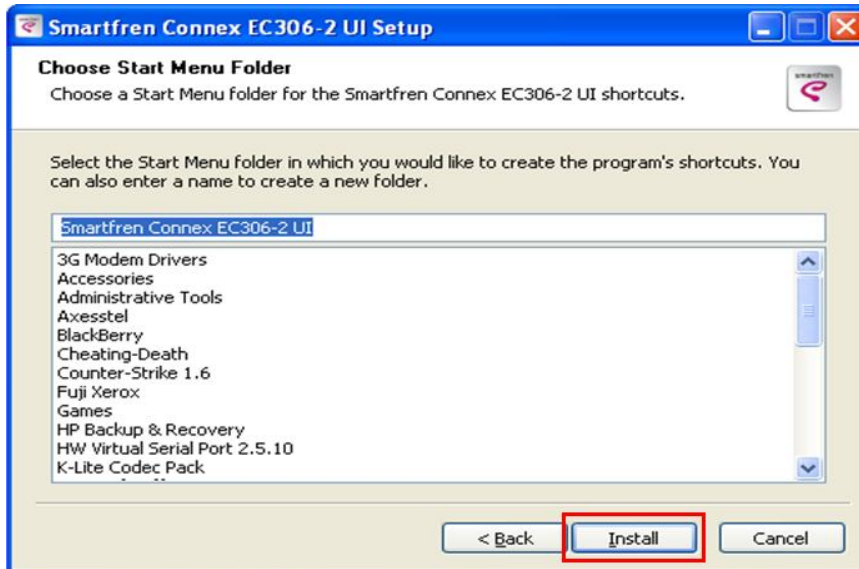 Smartfren Connex EC306-2 UI Setup
Choose Start Menu Folder
Choose a Start Menu folder for the Smartfren Connex EC306-2 UI shortcuts.
smartfren
Select the Start Menu folder in which you would like to create the program's shortcuts. You
can also enter a name to create a new folder.
Smartfren Connex EC306-2 UI
3G Modem Drivers
Accessories
Administrative Tools
Axesstel
BlackBerry
Cheating-Death
Counter-Strike 1.6
Fuji Xerox
Games
HP Backup & Recovery
HW Virtual Serial Port 2.5.10
K-Lite Codec Pack
< Back
Install
Cancel